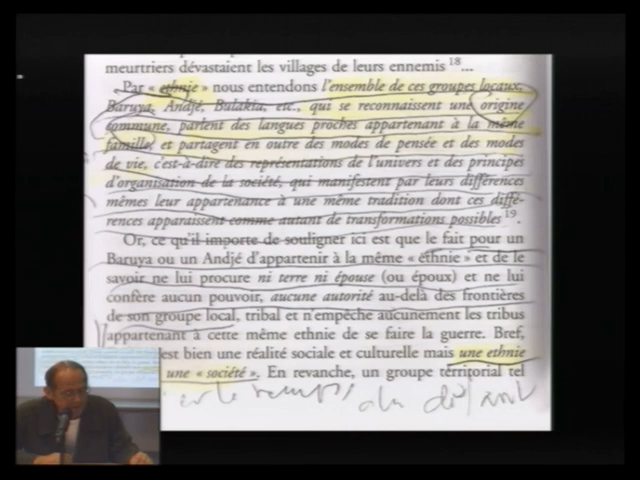 meurtriers dévastaient les villages de leurs ennemis 18...
Par « ethnie » nous entendons l'ensemble de ces groupes locaux,
Baruya, Andjé, Bulakia, etc., qui se reconnaissent une origine
commune, parlent des langues proches appartenant à la même
famille, et partagent en outre des modes de pensée et des modes
de vie, c'est-à-dire des représentations de l'univers et des principes
d'organisation de la société, qui manifestent par leurs différences
mêmes leur appartenance à une même tradition dont ces diffé-
rences apparaissent comme autant de transformations possibles 19.
Or, ce qu'il importe de souligner ici est que le fait pour un
Baruya ou un Andjé d'appartenir à la même « ethnie » et de le
savoir ne lui procure ni terre ni épouse (ou époux) et ne lui
confère aucun pouvoir, aucune autorité au-delà des frontières
de son groupe local, tribal et n'empêche aucunement les tribus
appartenant à cette même ethnie de se faire la guerre. Bref,
est bien une réalité sociale et culturelle mais une ethnie
une « société ». En revanche, un groupe territorial tel